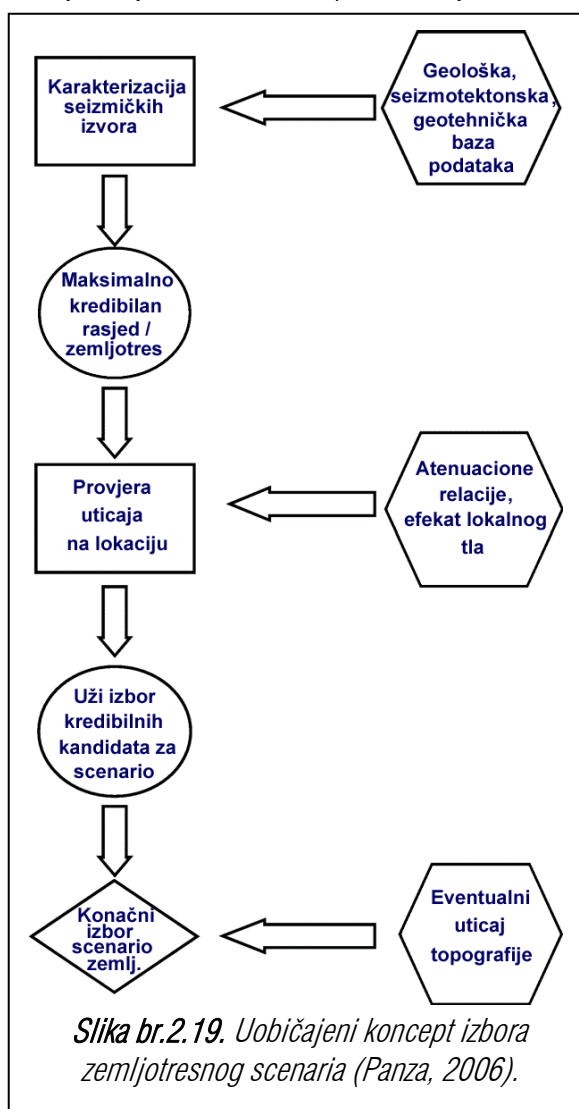 Karakterizacija
seizmičkih
izvora
Geološka,
seizmotektonska,
geotehnička
baza
podataka
Maksimalno
kredibilan
rasjed /
zemljotres
Provjera
uticaja
na lokaciju
Atenuacione
relacije,
efekat lokalnog
tla
Uži izbor
kredibilnih
kandidata za
scenario
Konačni
izbor
scenario
zemlj.
Eventualni
uticaj
topografije
Slika br.2.19. Uobičajeni koncept izbora
zemljotresnog scenaria (Panza, 2006).